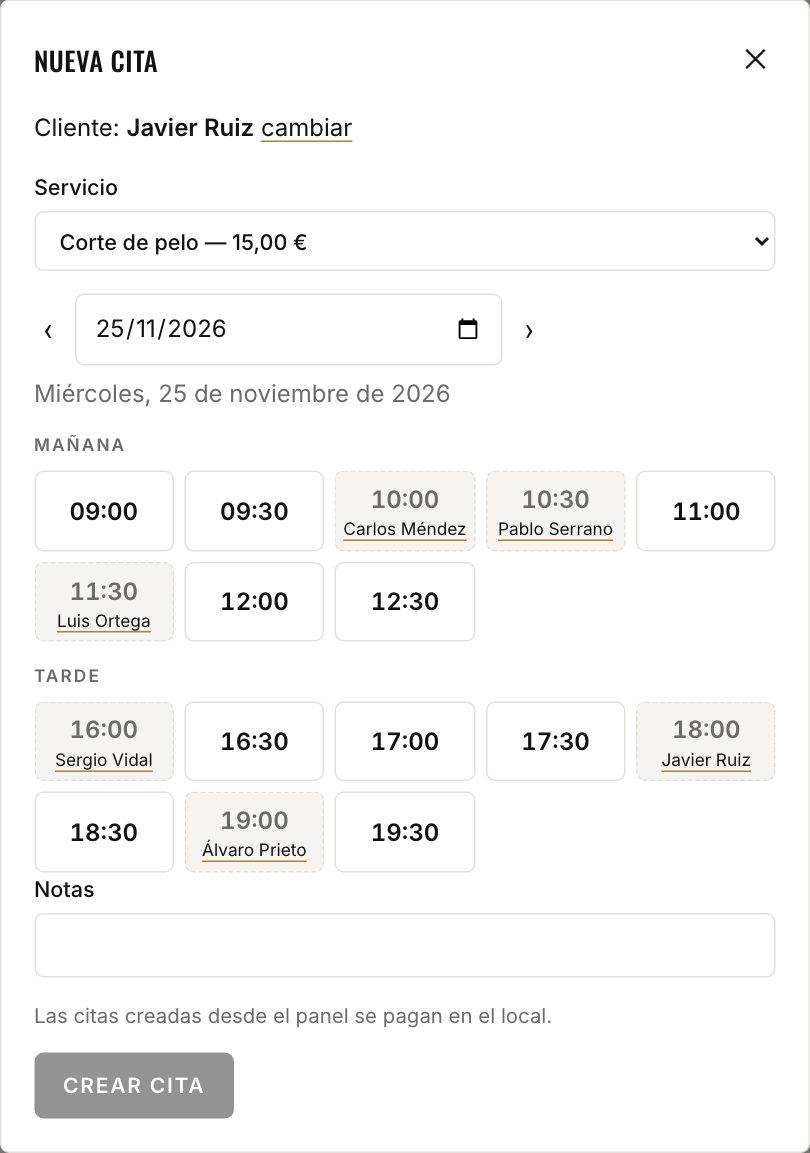 NUEVA CITA
Cliente: Javier Ruiz cambiar
Servicio
Corte de pelo — 15,00 €
‹ 25/11/2026 ›
Miércoles, 25 de noviembre de 2026
MAÑANA
09:00 09:30 10:00 10:30 11:00
Carlos Méndez Pablo Serrano
11:30 12:00 12:30
Luis Ortega
TARDE
16:00 16:30 17:00 17:30 18:00
Sergio Vidal Javier Ruiz
18:30 19:00 19:30
Álvaro Prieto
Notas
Las citas creadas desde el panel se pagan en el local.
CREAR CITA